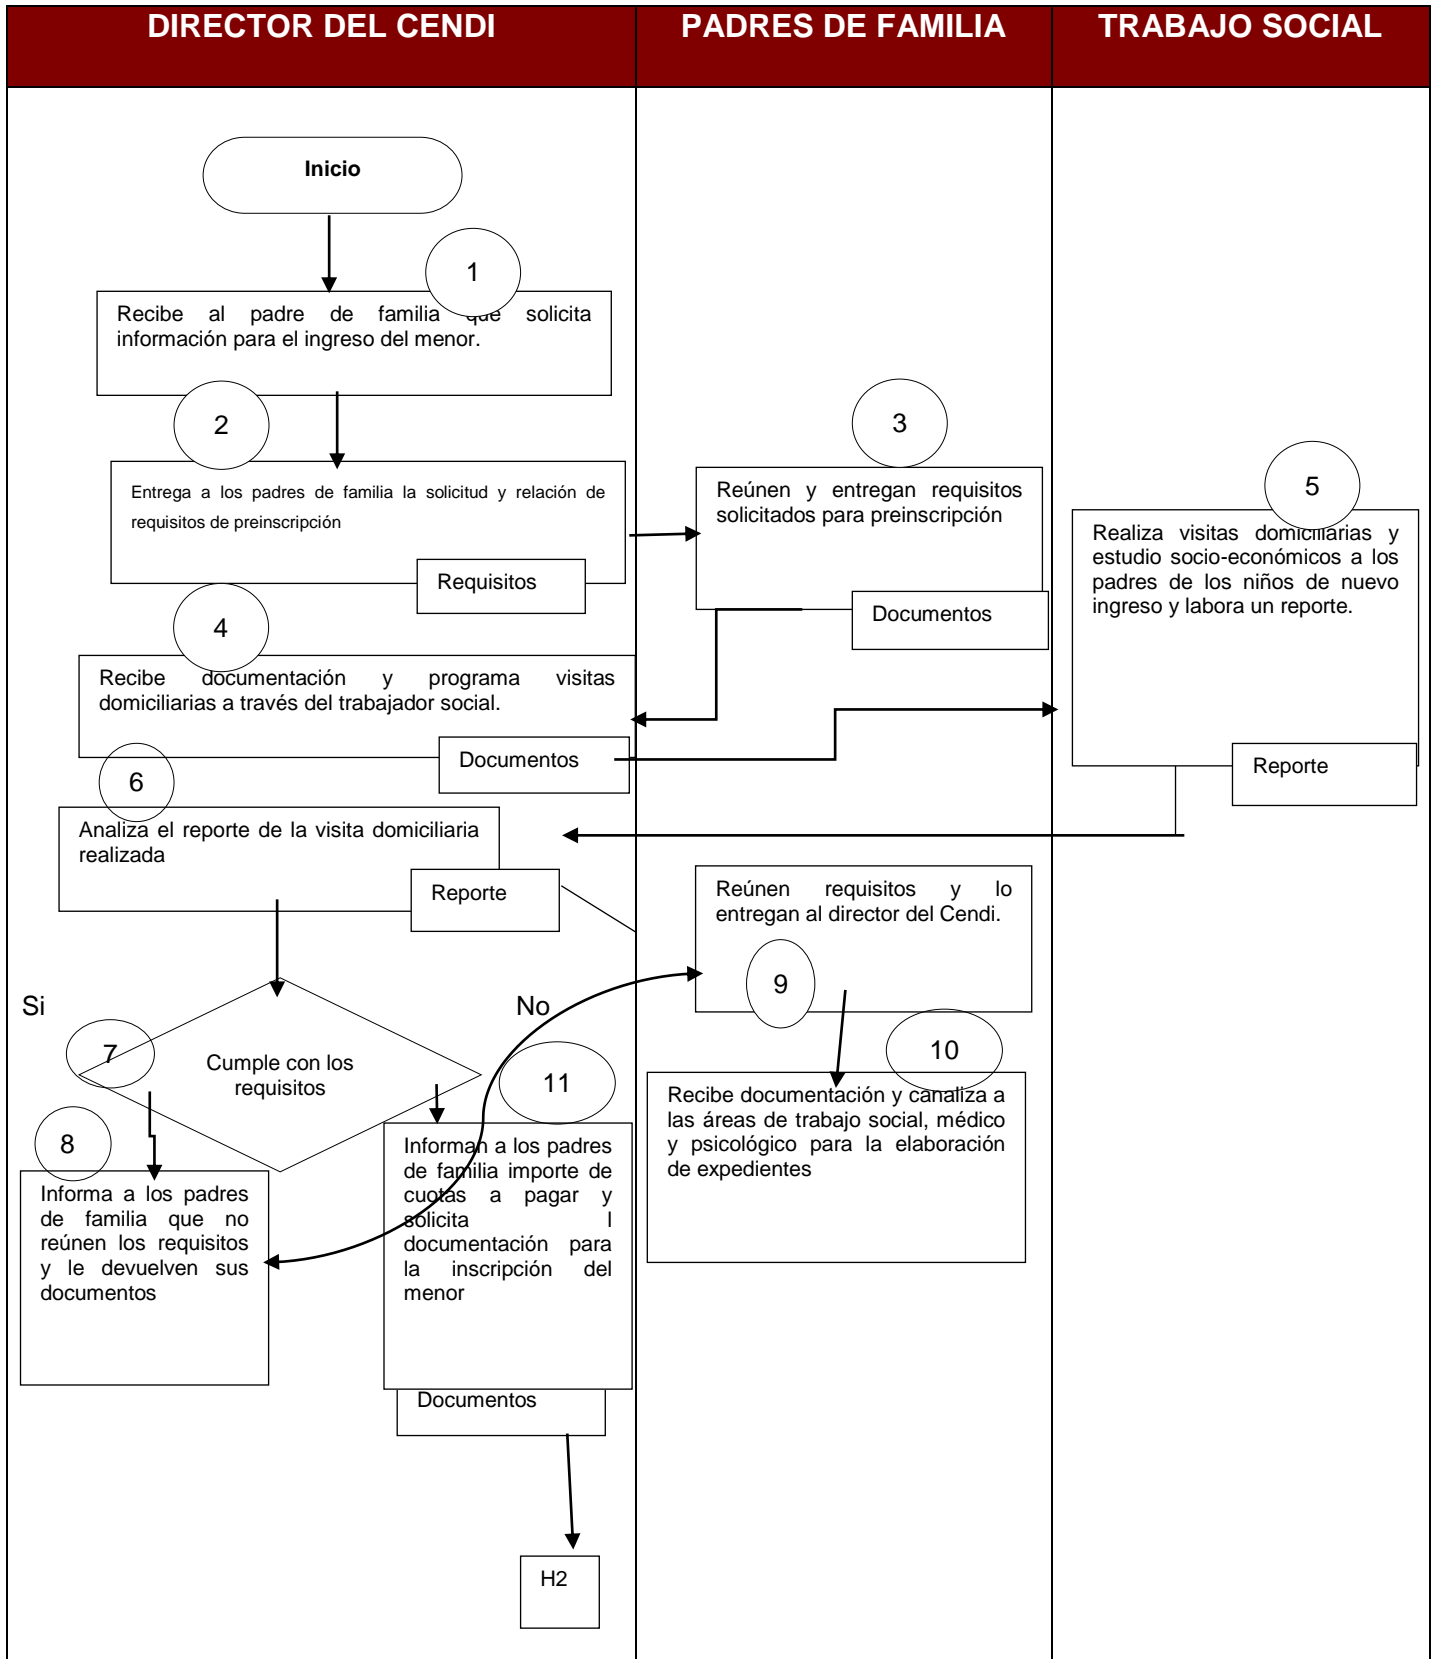 DIRECTOR DEL CENDI
PADRES DE FAMILIA
TRABAJO SOCIAL
Inicio
1
Recibe al padre de familia que solicita
información para el ingreso del menor.
2
Entrega a los padres de familia la solicitud y relación de
requisitos de preinscripción
Requisitos
3
Reúnen y entregan requisitos
solicitados para preinscripción
Documentos
4
Recibe documentación y programa visitas
domiciliarias a través del trabajador social.
Documentos
5
Realiza visitas domiciliarias y
estudio socio-económicos a los
padres de los niños de nuevo
ingreso y labora un reporte.
Reporte
6
Analiza el reporte de la visita domiciliaria
realizada
Reporte
Reúnen requisitos y lo
entregan al director del Cendi.
9
Si
No
7
Cumple con los
requisitos
10
Recibe documentación y canaliza a
las áreas de trabajo social, médico
y psicológico para la elaboración
de expedientes
8
Informa a los padres
de familia que no
reúnen los requisitos
y le devuelven sus
documentos
11
Informan a los padres
de familia importe de
cuotas a pagar y
solicita l
documentación para
la inscripción del
menor
Documentos
H2